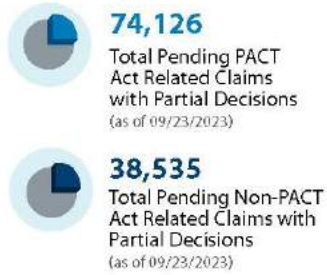 74,126
Total Pending PACT
Act Related Claims
with Partial Decisions
(as of 09/23/2023)
38,535
Total Pending Non-PACT
Act Related Claims with
Partial Decisions
(as of 09/23/2023)